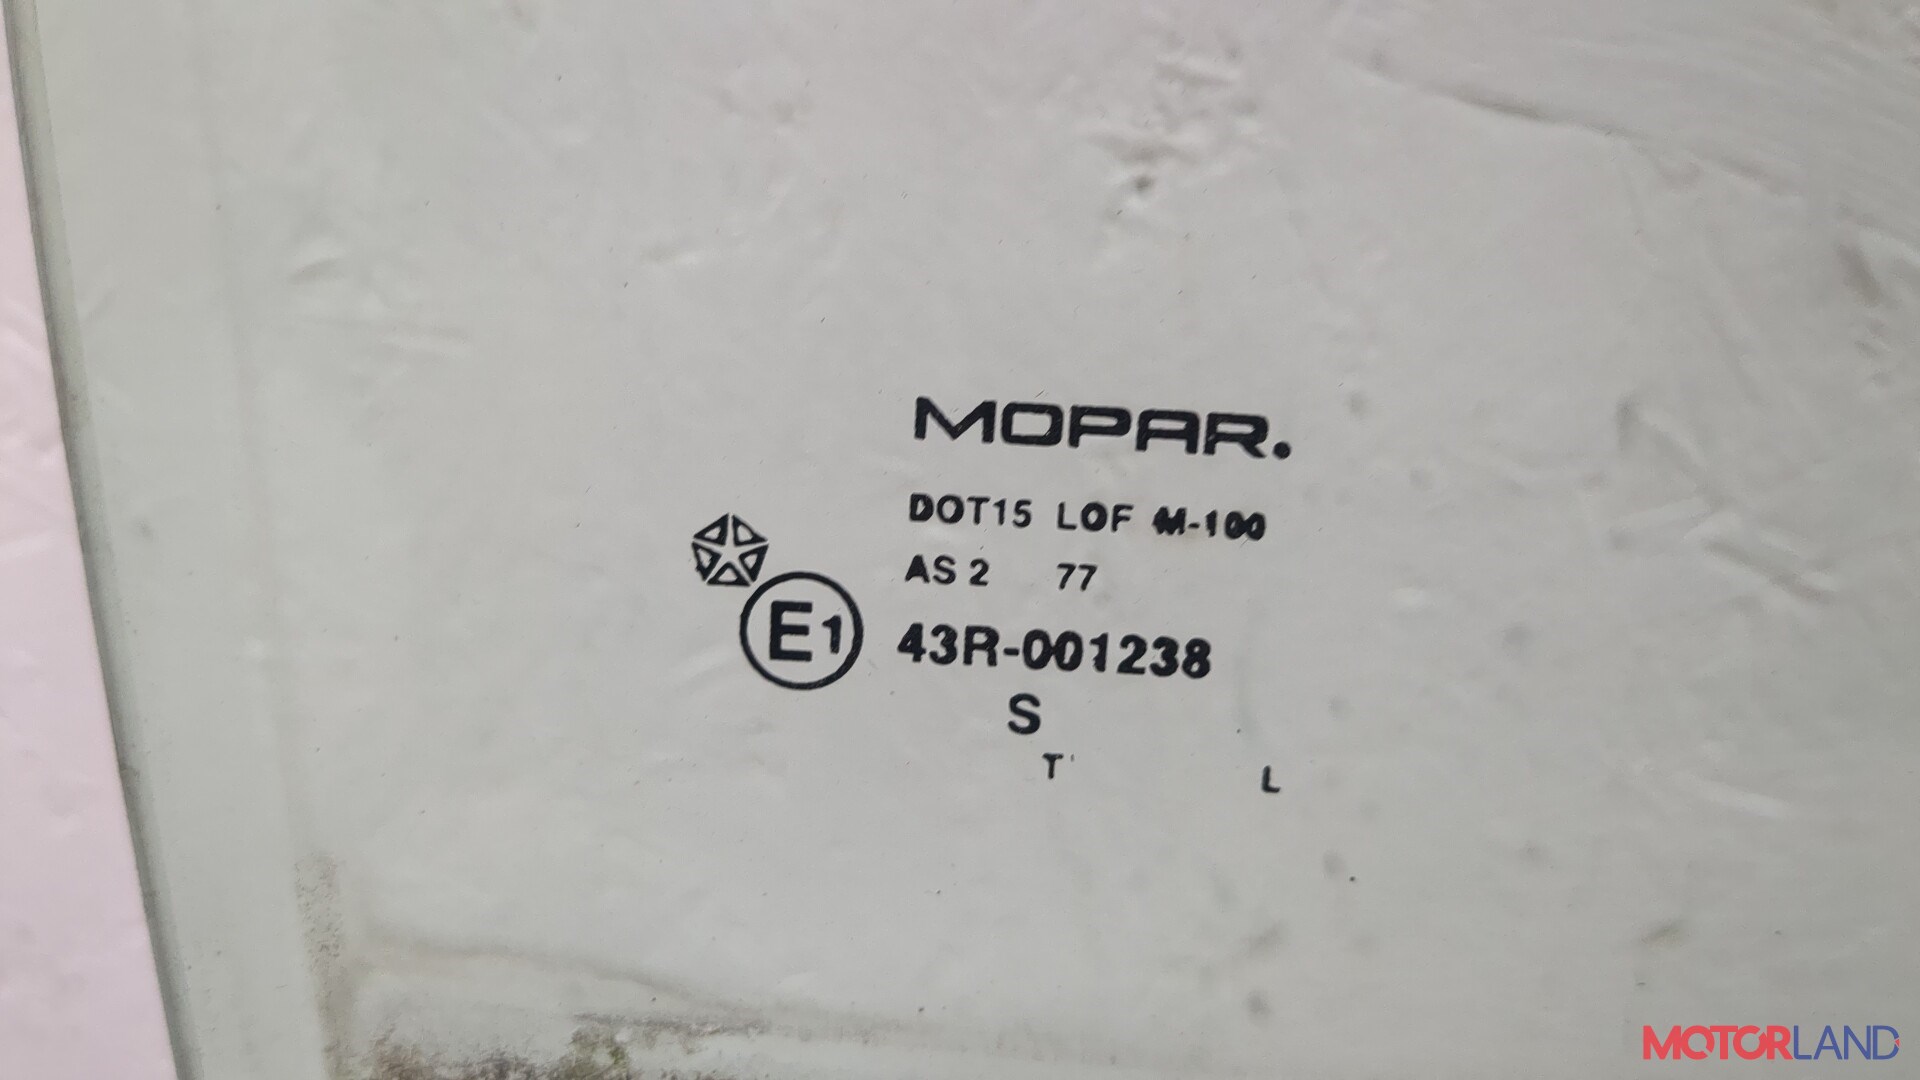 MOPAR.
DOT15 LOF M-100
AS 2 77
E1 43R-001238
S
T L
MOTORLAND